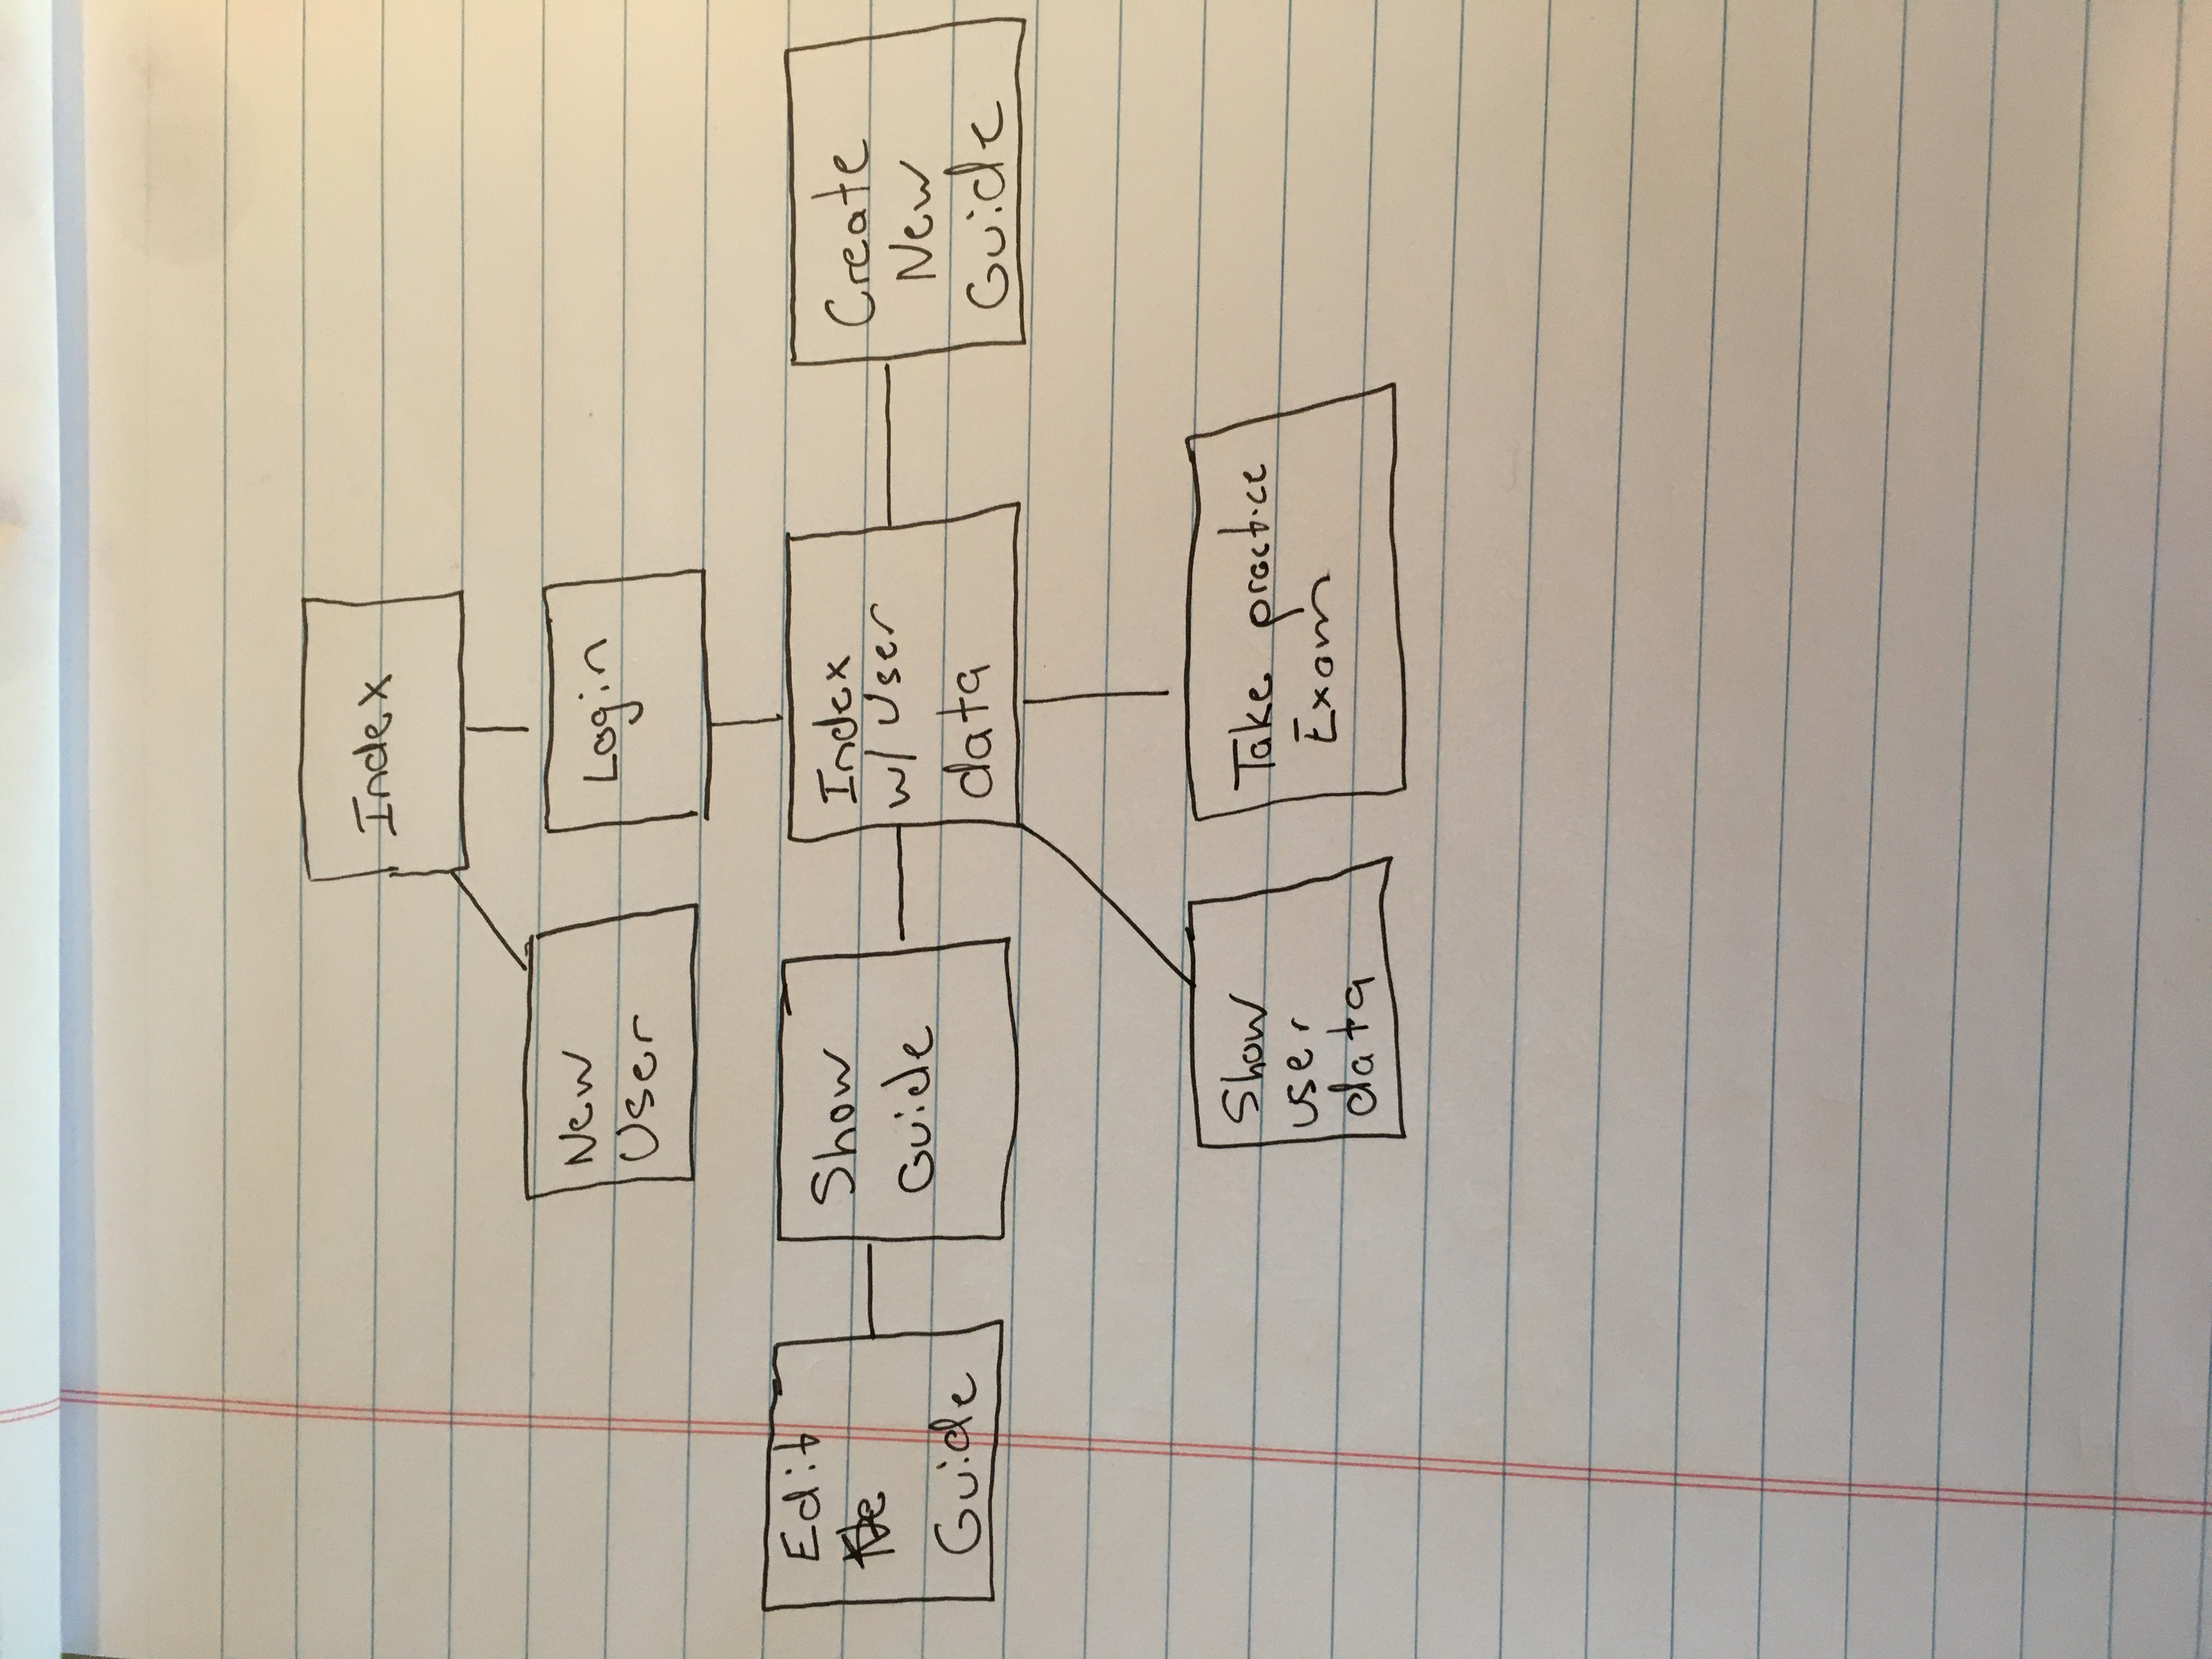 Index
New
User
Login
Edit
Guide
Show
Guide
Index
w/ User
data
Create
New
Guide
Show
user
data
Take practice
Exam